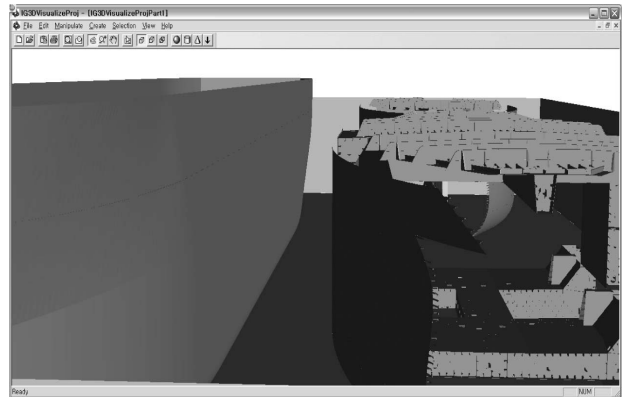 IG3DVisualizeProj - [IG3DVisualizeProjPart1]
File Edit Manipulate Create Selection View Help
Ready NUM